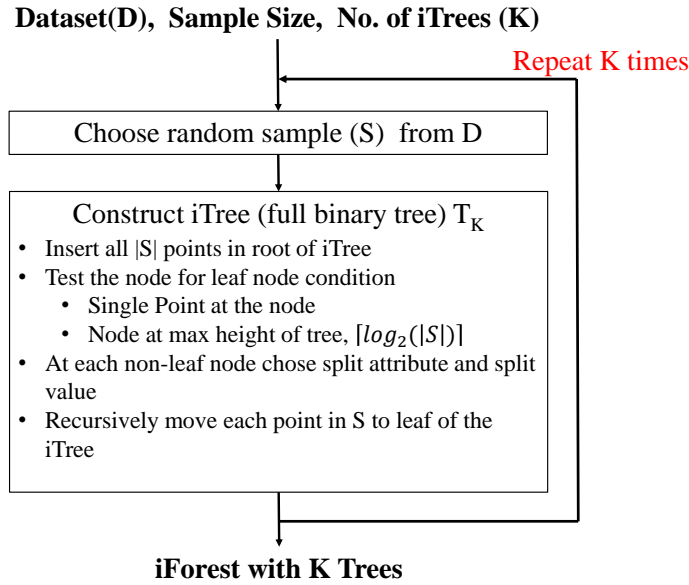 Dataset(D), Sample Size, No. of iTrees (K)
Repeat K times
Choose random sample (S) from D
Construct iTree (full binary tree) T_K
• Insert all |S| points in root of iTree
• Test the node for leaf node condition
• Single Point at the node
• Node at max height of tree, ⌈log₂(|S|)⌉
• At each non-leaf node chose split attribute and split
value
• Recursively move each point in S to leaf of the
iTree
iForest with K Trees